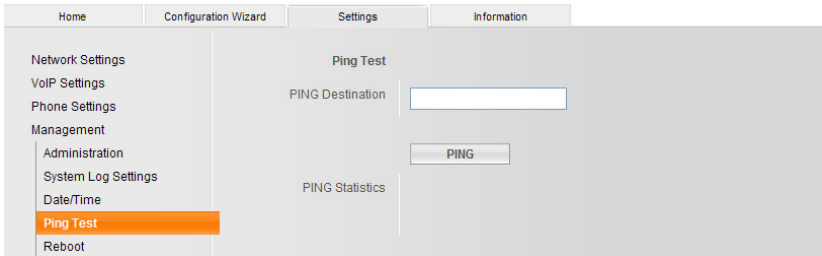 Home Configuration Wizard Settings Information
Network Settings
VoIP Settings
Phone Settings
Management
Administration
System Log Settings
Date/Time
Ping Test
Reboot
Ping Test
PING Destination
PING
PING Statistics